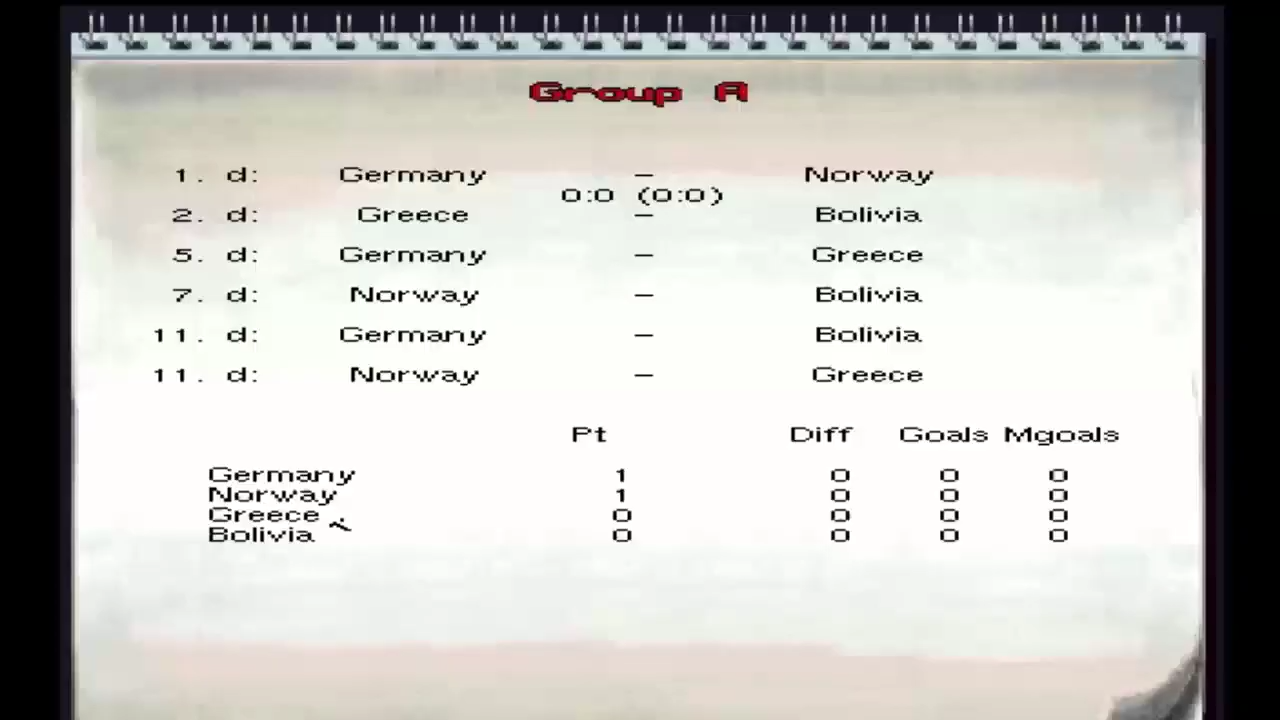 Group A
1. d: Germany – Norway
0:0 (0:0)
2. d: Greece – Bolivia
5. d: Germany – Greece
7. d: Norway – Bolivia
11. d: Germany – Bolivia
11. d: Norway – Greece
Pt Diff Goals Mgoals
Germany 1 0 0 0
Norway 1 0 0 0
Greece 0 0 0 0
Bolivia 0 0 0 0